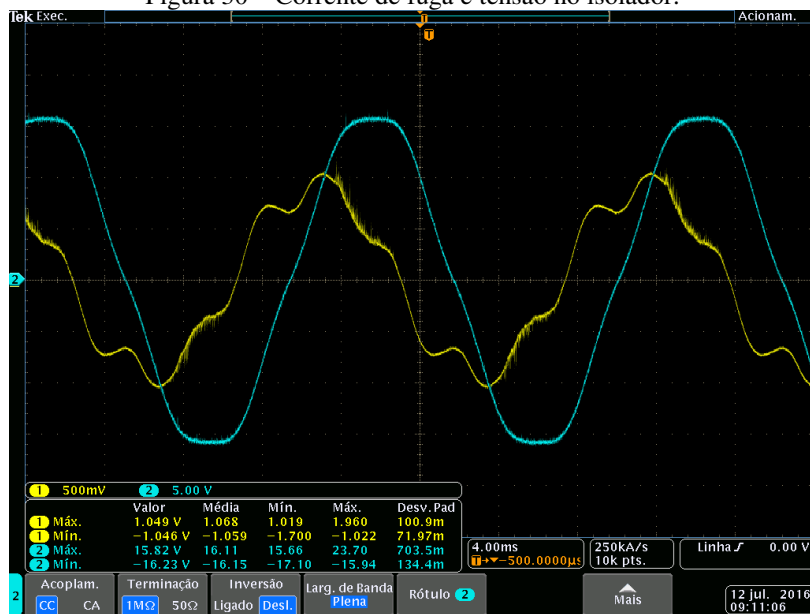 Figura 30 – Corrente de fuga e tensão no isolador.
Tek Exec. T Acionam.
T
2
1 500mV 2 5.00 V
Valor Média Mín. Máx. Desv.Pad
1 Máx. 1.049 V 1.068 1.019 1.960 100.9m
1 Mín. −1.046 V −1.059 −1.700 −1.022 71.97m
2 Máx. 15.82 V 16.11 15.66 23.70 703.5m
2 Mín. −16.23 V −16.15 −17.10 −15.94 134.4m
4.00ms
T→▼−500.0000µs
250kA/s
10k pts.
Linha ∫ 0.00 V
2
Acoplam.
CC CA
Terminação
1MΩ 50Ω
Inversão
Ligado Desl.
Larg. de Banda
Plena
Rótulo 2
Mais
12 jul. 2016
09:11:06